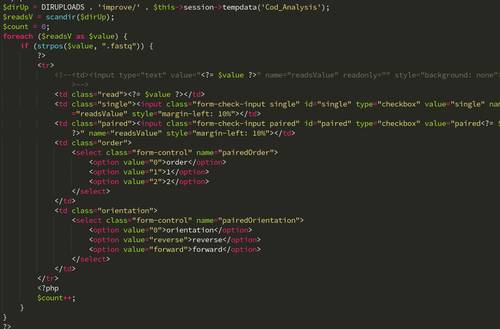 $dirUp = DIRUPLOADS . 'improve/' . $this->session->tempdata('Cod_Analysis');
$readsV = scandir($dirUp);
$count = 0;
foreach ($readsV as $value) {
if (strpos($value, ".fastq")) {
?>
<tr>
<!--<td><input type="text" value="<?= $value ?>" name="readsValue" readonly="" style="background: none"
>-->
<td class="read"><?= $value ?></td>
<td class="single"><input class="form-check-input single" id="single" type="checkbox" value="single" nam
="readsValue" style="margin-left: 10%"></td>
<td class="paired"><input class="form-check-input paired" id="paired" type="checkbox" value="paired<?= $
?>" name="readsValue" style="margin-left: 10%"></td>
<td class="order">
<select class="form-control" name="pairedOrder">
<option value="0">order</option>
<option value="1">1</option>
<option value="2">2</option>
</select>
</td>
<td class="orientation">
<select class="form-control" name="pairedOrientation">
<option value="0">orientation</option>
<option value="reverse">reverse</option>
<option value="forward">forward</option>
</select>
</td>
</tr>
<?php
$count++;
}
}
?>